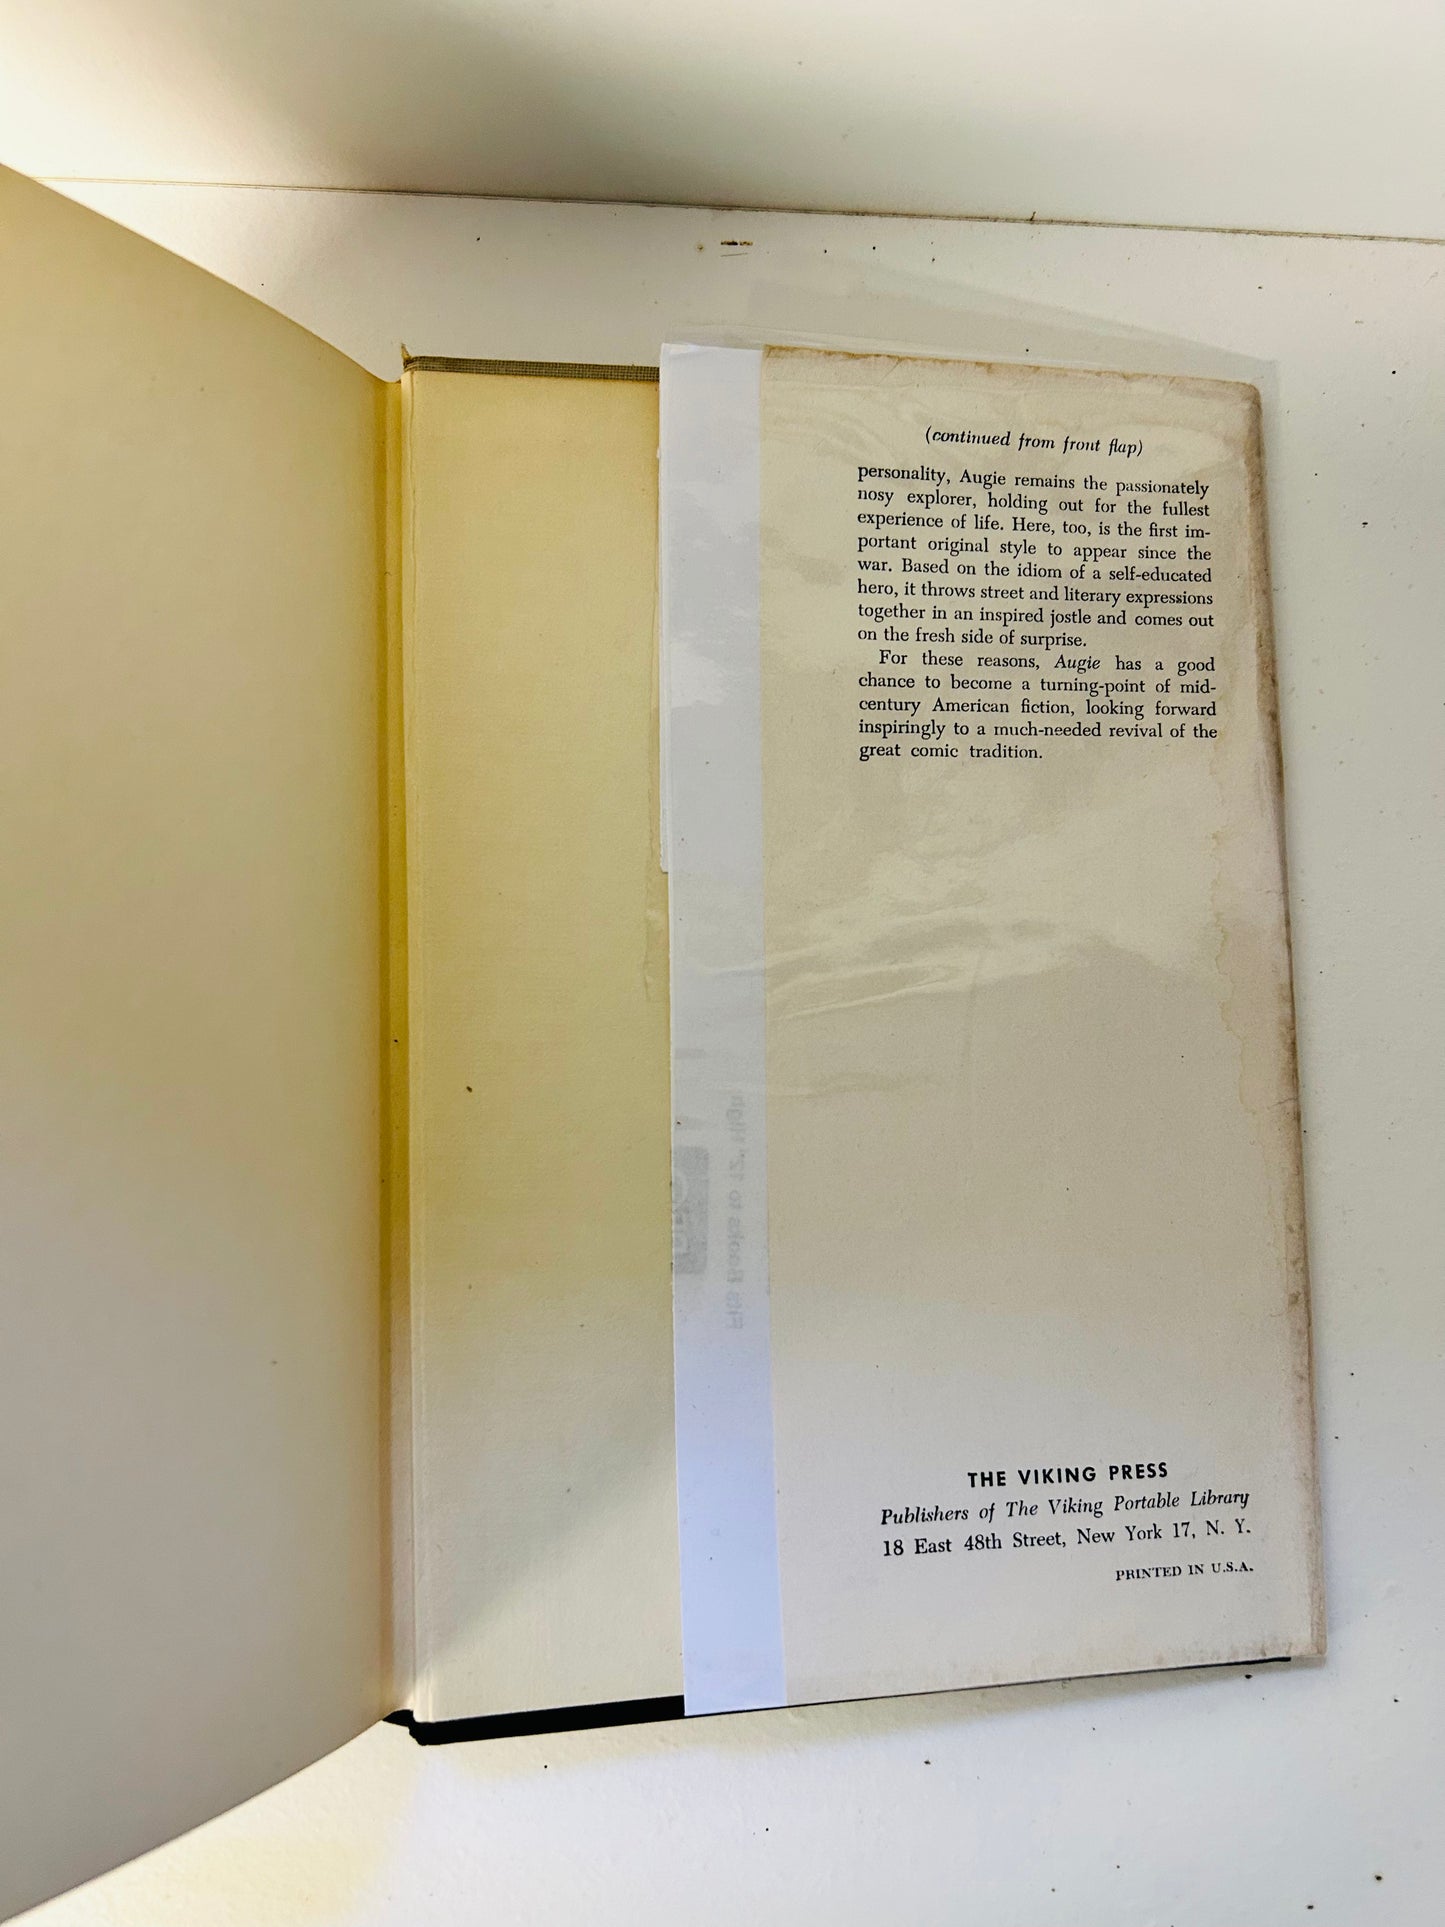 (continued from front flap)
personality, Augie remains the passionately
nosy explorer, holding out for the fullest
experience of life. Here, too, is the first im-
portant original style to appear since the
war. Based on the idiom of a self-educated
hero, it throws street and literary expressions
together in an inspired jostle and comes out
on the fresh side of surprise.
For these reasons, Augie has a good
chance to become a turning-point of mid-
century American fiction, looking forward
inspiringly to a much-needed revival of the
great comic tradition.
Fits Books to 12" High
THE VIKING PRESS
Publishers of The Viking Portable Library
18 East 48th Street, New York 17, N. Y.
PRINTED IN U.S.A.